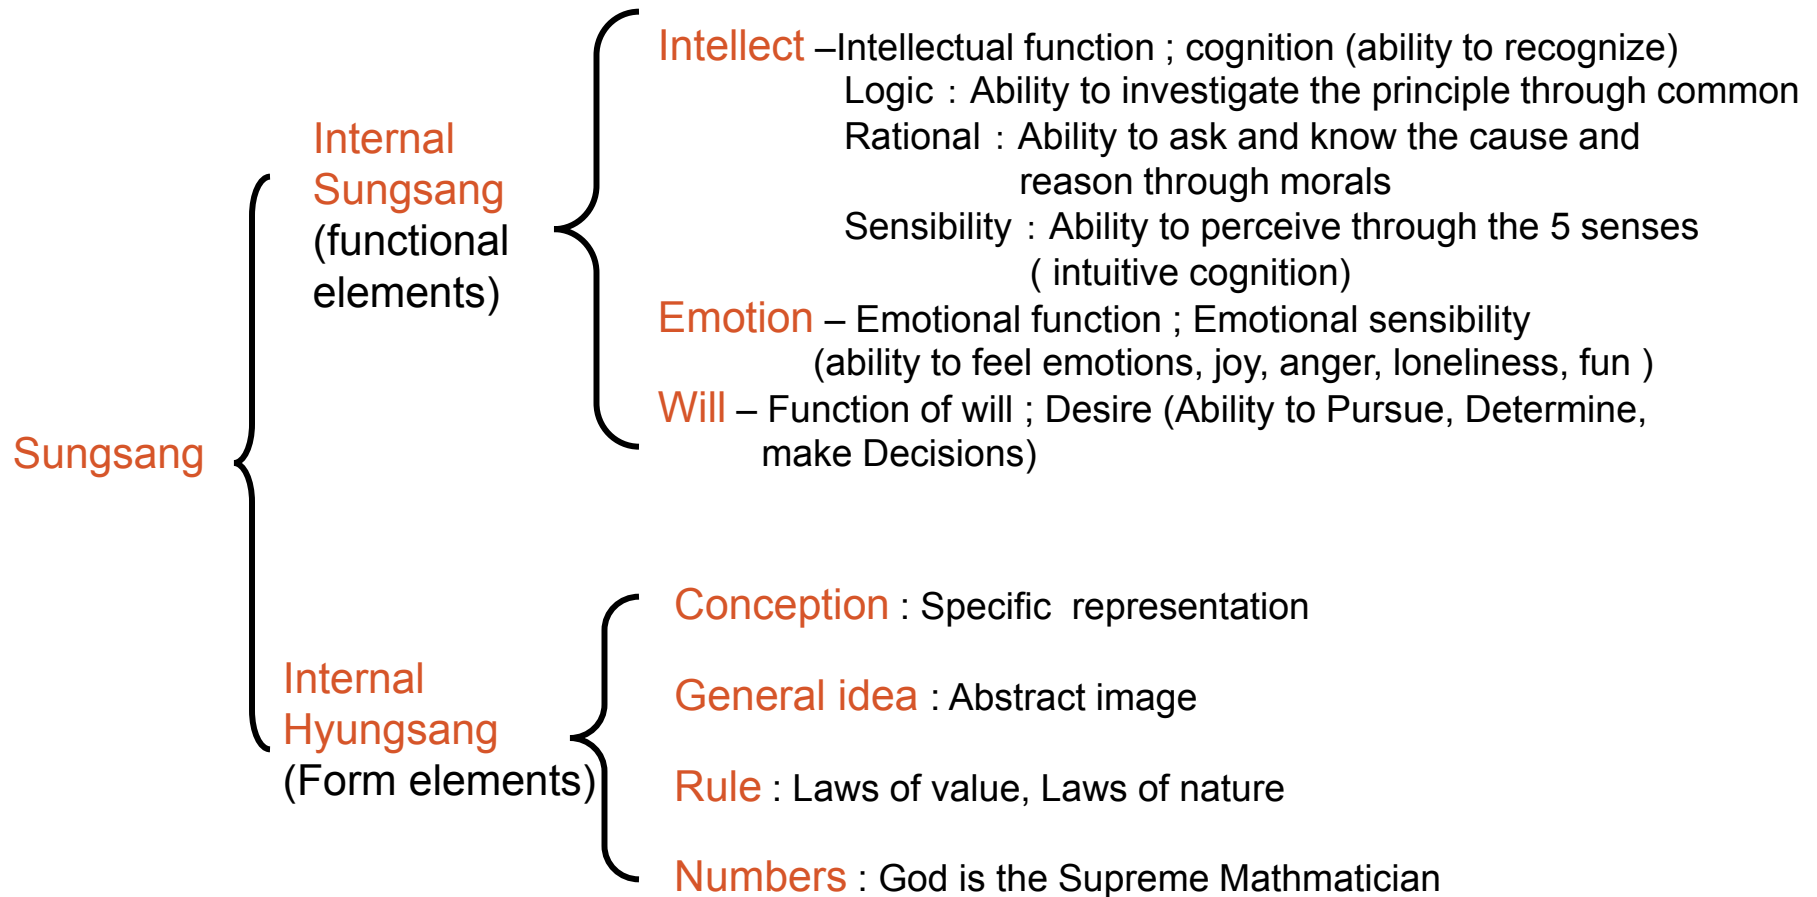 Intellect –Intellectual function ; cognition (ability to recognize)
Logic : Ability to investigate the principle through common
Rational : Ability to ask and know the cause and
reason through morals
Sensibility : Ability to perceive through the 5 senses
( intuitive cognition)
Emotion – Emotional function ; Emotional sensibility
(ability to feel emotions, joy, anger, loneliness, fun )
Will – Function of will ; Desire (Ability to Pursue, Determine,
make Decisions)
Internal
Sungsang
(functional
elements)
Sungsang
Internal
Hyungsang
(Form elements)
Conception : Specific representation
General idea : Abstract image
Rule : Laws of value, Laws of nature
Numbers : God is the Supreme Mathmatician